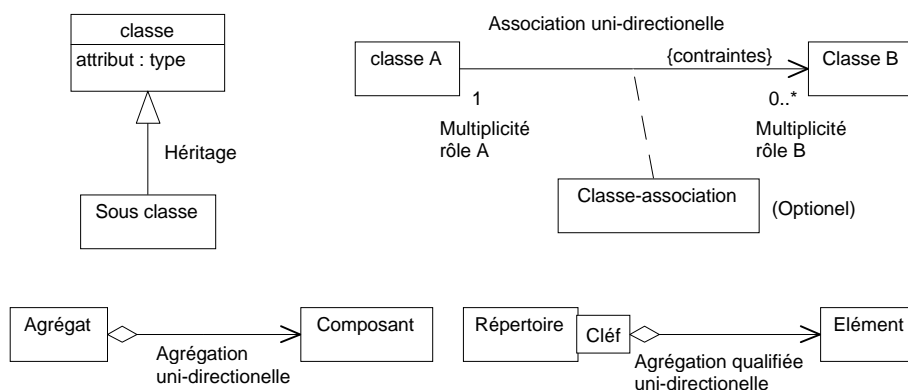 classe
attribut : type
Héritage
Sous classe
Association uni-directionelle
classe A
{contraintes}
Classe B
1
0..*
Multiplicité
rôle A
Multiplicité
rôle B
Classe-association
(Optionel)
Agrégat
Composant
Agrégation
uni-directionelle
Répertoire
Cléf
Elément
Agrégation qualifiée
uni-directionelle